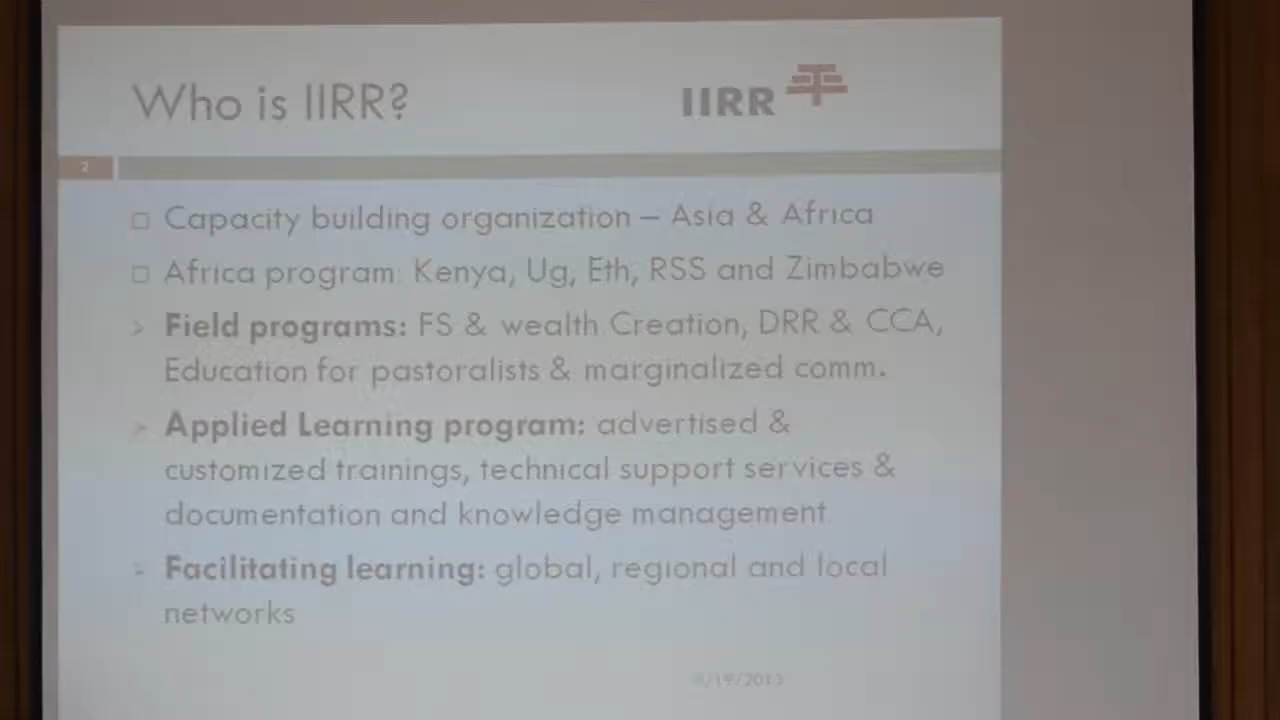 Who is IIRR?
IIRR
2
Capacity building organization – Asia & Africa
Africa program: Kenya, Ug, Eth, RSS and Zimbabwe
Field programs: FS & wealth Creation, DRR & CCA,
Education for pastoralists & marginalized comm.
Applied Learning program: advertised &
customized trainings, technical support services &
documentation and knowledge management
Facilitating learning: global, regional and local
networks